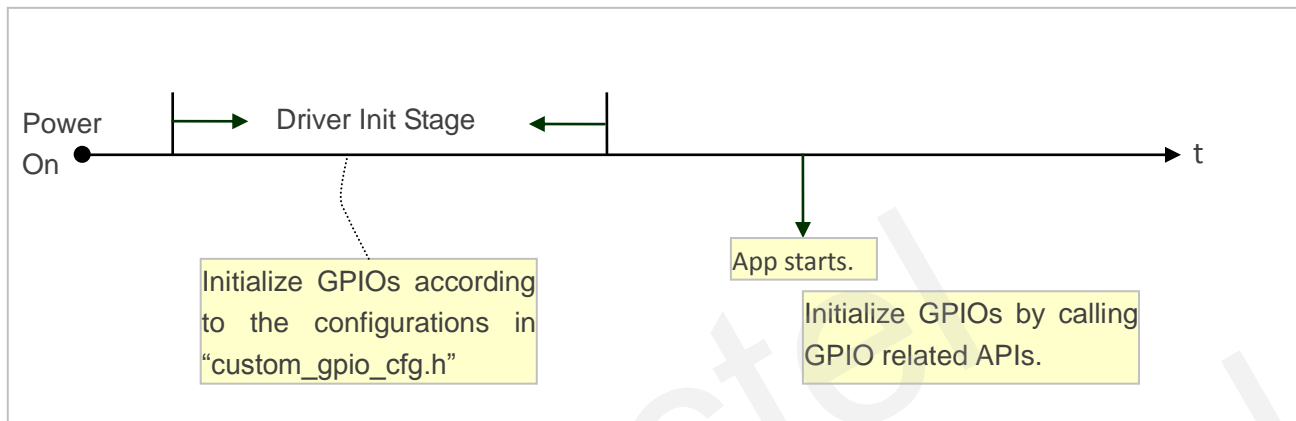 Power
On
Driver Init Stage
t
Initialize GPIOs according
to the configurations in
“custom_gpio_cfg.h”
App starts.
Initialize GPIOs by calling
GPIO related APIs.